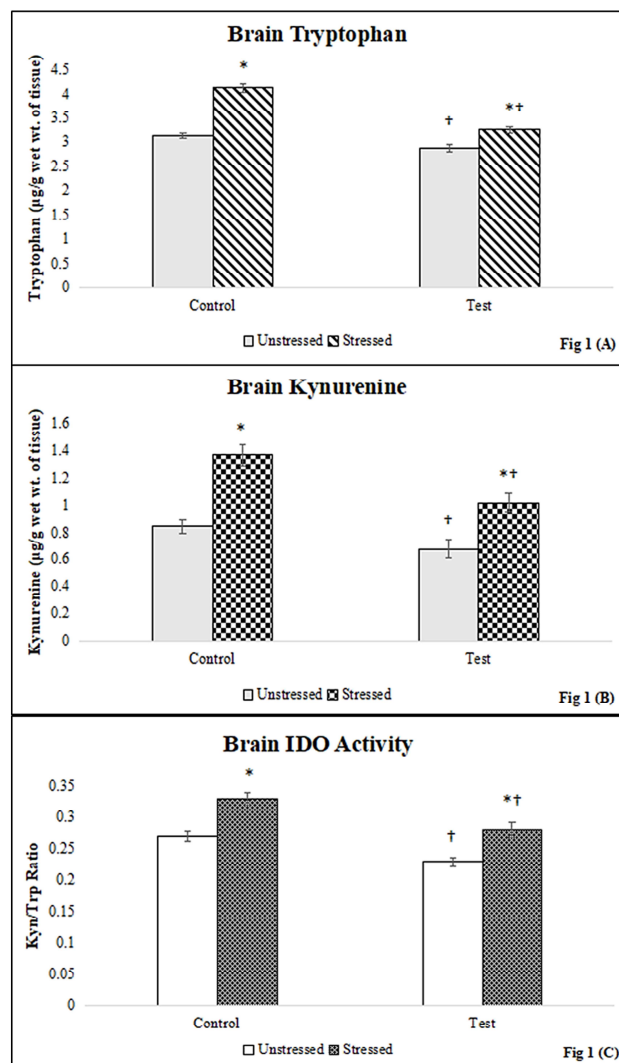 Brain Tryptophan
Tryptophan (µg/g wet wt. of tissue)
4.5
4
3.5
3
2.5
2
1.5
1
0.5
0
*
†
*†
Control
Test
Unstressed
Stressed
Fig 1 (A)
Brain Kynurenine
Kynurenine (µg/g wet wt. of tissue)
1.6
1.4
1.2
1
0.8
0.6
0.4
0.2
0
*
†
*†
Control
Test
Unstressed
Stressed
Fig 1 (B)
Brain IDO Activity
Kyn/Trp Ratio
0.35
0.3
0.25
0.2
0.15
0.1
0.05
0
*
†
*†
Control
Test
Unstressed
Stressed
Fig 1 (C)